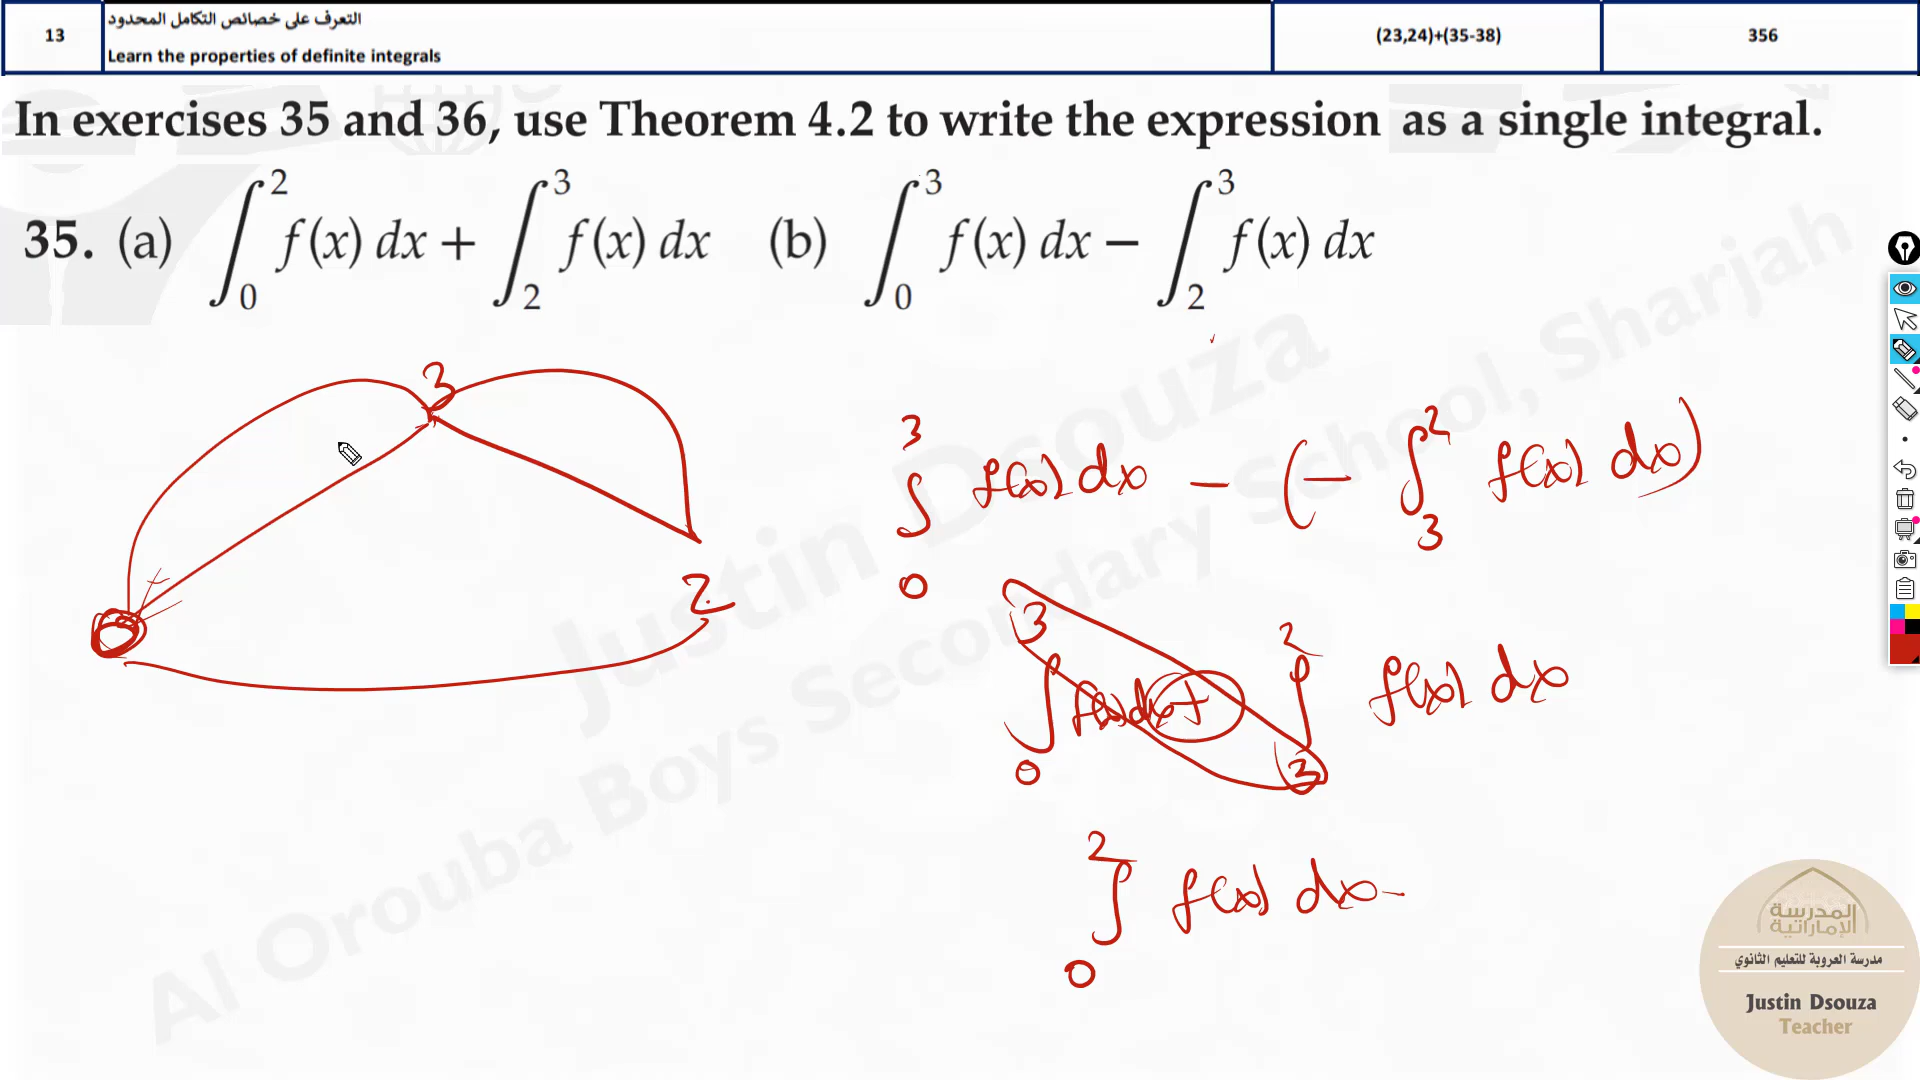 13
التعرف على خصائص التكامل المحدود
Learn the properties of definite integrals
(23,24)+(35-38)
356
In exercises 35 and 36, use Theorem 4.2 to write the expression as a single integral.
35. (a) ∫₀² f(x) dx + ∫₂³ f(x) dx (b) ∫₀³ f(x) dx − ∫₂³ f(x) dx
3
2
0
∫₀³ f(x) dx − (− ∫₃² f(x) dx)
∫₀³ f(x) dx + ∫₃² f(x) dx
∫₀² f(x) dx
Justin Dsouza
Al Orouba Boys Secondary School, Sharjah
المدرسة
الإماراتية
مدرسة العروبة للتعليم الثانوي
Justin Dsouza
Teacher